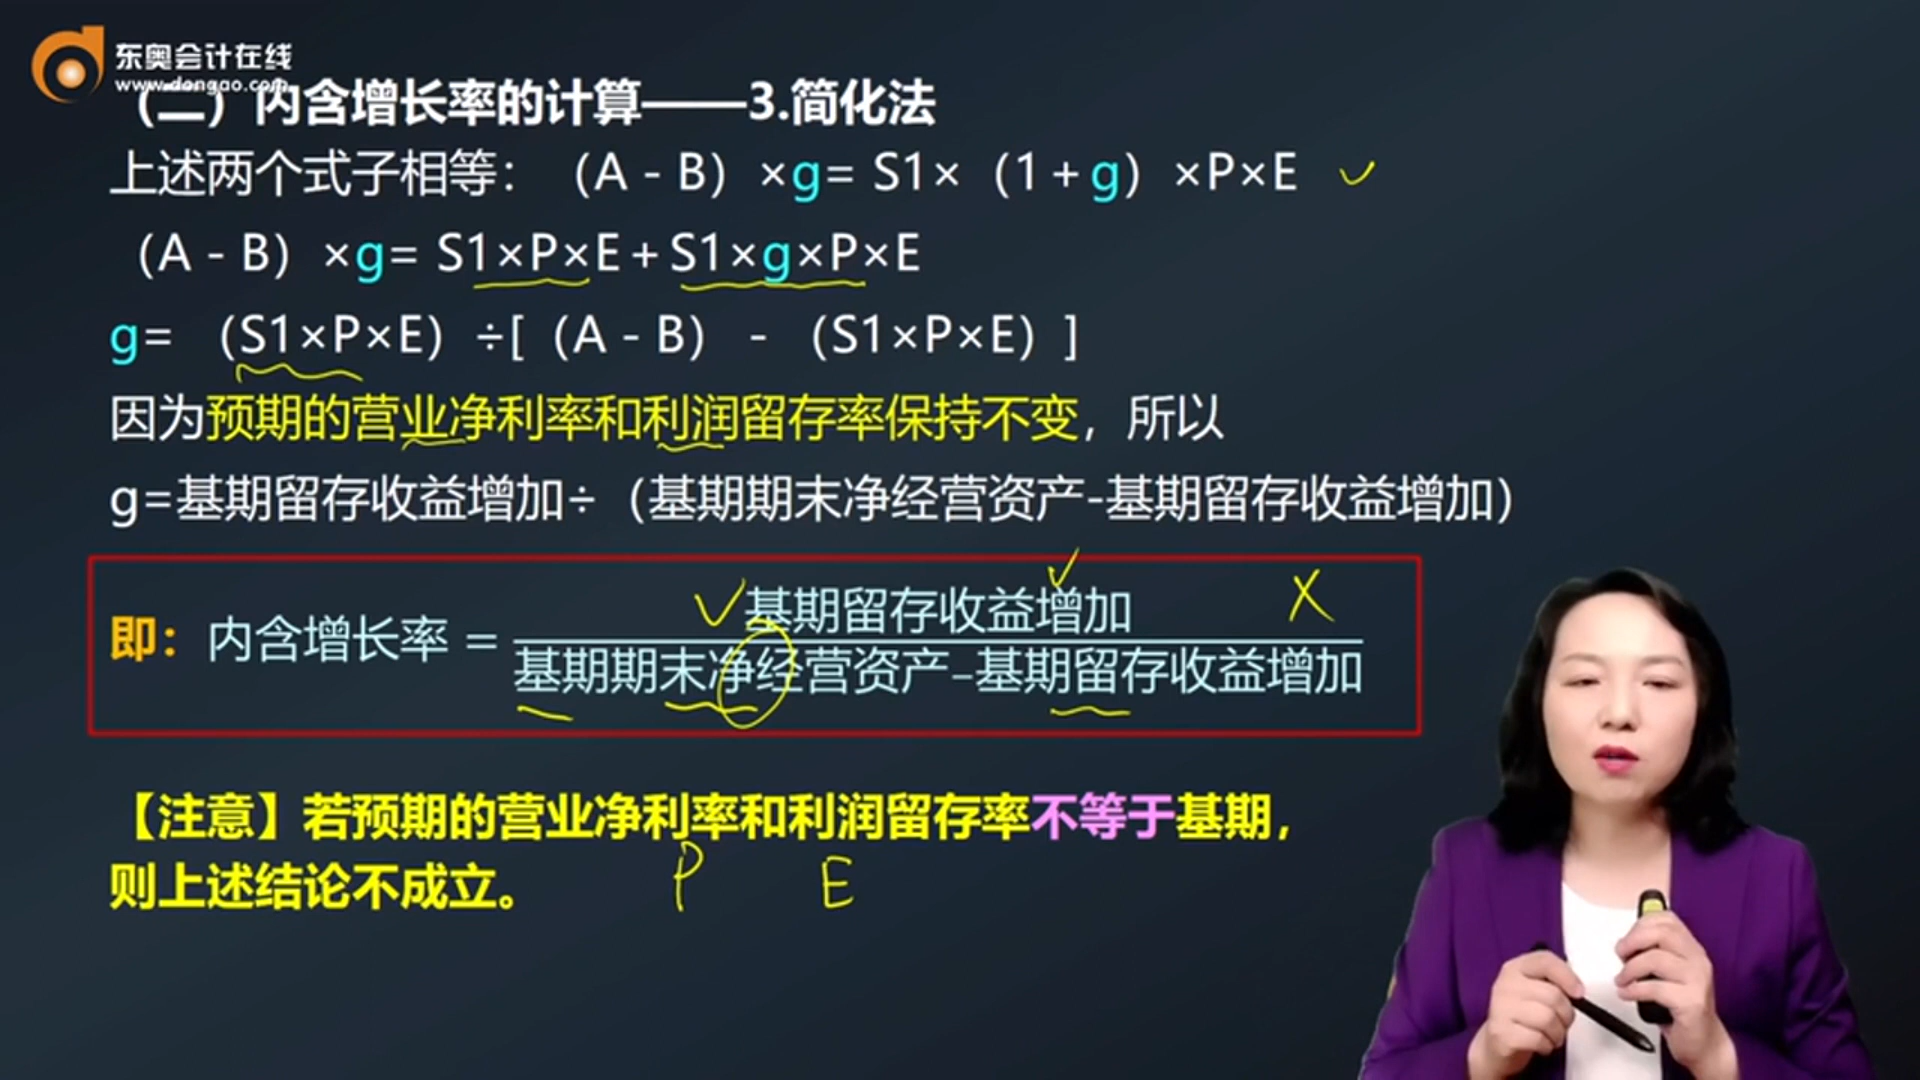 东奥会计在线
www.dongao.com
（二）内含增长率的计算——3.简化法
上述两个式子相等：（A－B）×g= S1×（1＋g）×P×E
（A－B）×g= S1×P×E＋S1×g×P×E
g=（S1×P×E）÷[（A－B）－（S1×P×E）]
因为预期的营业净利率和利润留存率保持不变，所以
g=基期留存收益增加÷（基期期末净经营资产-基期留存收益增加）
基期留存收益增加
即：内含增长率 =
基期期末净经营资产–基期留存收益增加
【注意】若预期的营业净利率和利润留存率不等于基期，
则上述结论不成立。
P E